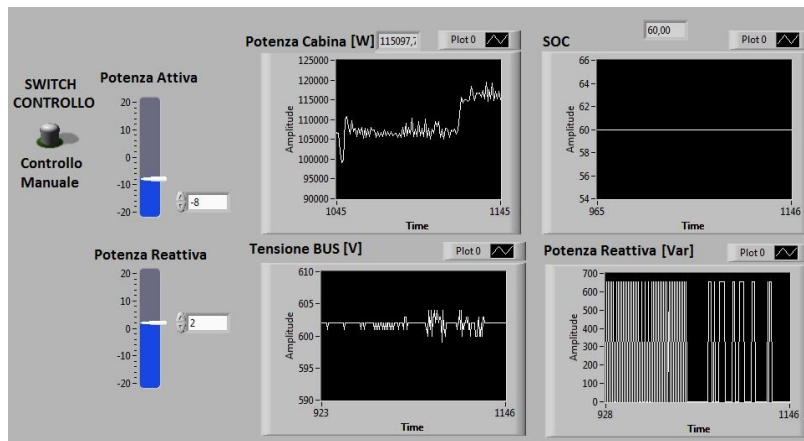 SWITCH
CONTROLLO
Controllo
Manuale
Potenza Attiva
20
10
0
-10
-20
-8
Potenza Reattiva
20
10
0
-10
-20
2
Potenza Cabina [W]
115097,
Plot 0
125000
120000
115000
110000
105000
100000
95000
90000
Amplitude
1045
1145
Time
SOC
60,00
Plot 0
66
64
62
60
58
56
54
Amplitude
965
1146
Time
Tensione BUS [V]
Plot 0
610
605
600
595
590
Amplitude
923
1146
Time
Potenza Reattiva [Var]
Plot 0
700
600
500
400
300
200
100
0
Amplitude
928
1146
Time